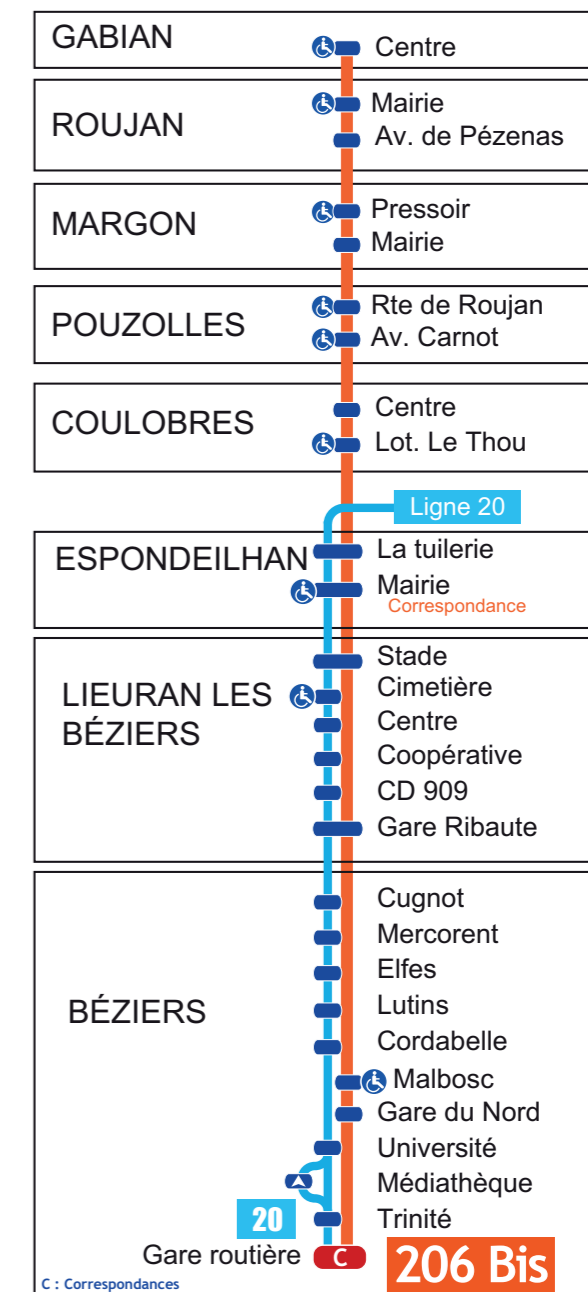 GABIAN
Centre
ROUJAN
Mairie
Av. de Pézenas
MARGON
Pressoir
Mairie
POUZOLLES
Rte de Roujan
Av. Carnot
COULOBRES
Centre
Lot. Le Thou
Ligne 20
ESPONDEILHAN
La tuilerie
Mairie
Correspondance
LIEURAN LES
BÉZIERS
Stade
Cimetière
Centre
Coopérative
CD 909
Gare Ribaute
BÉZIERS
Cugnot
Mercorent
Elfes
Lutins
Cordabelle
Malbosc
Gare du Nord
Université
Médiathèque
20
Trinité
Gare routière C
206 Bis
C : Correspondances